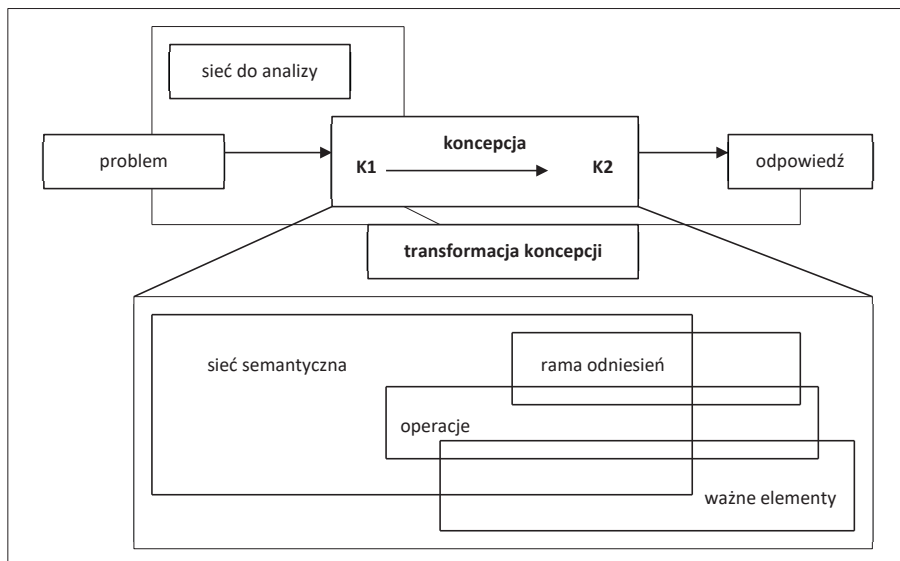 sieć do analizy
problem
koncepcja
K1
K2
odpowiedź
transformacja koncepcji
sieć semantyczna
rama odniesień
operacje
ważne elementy